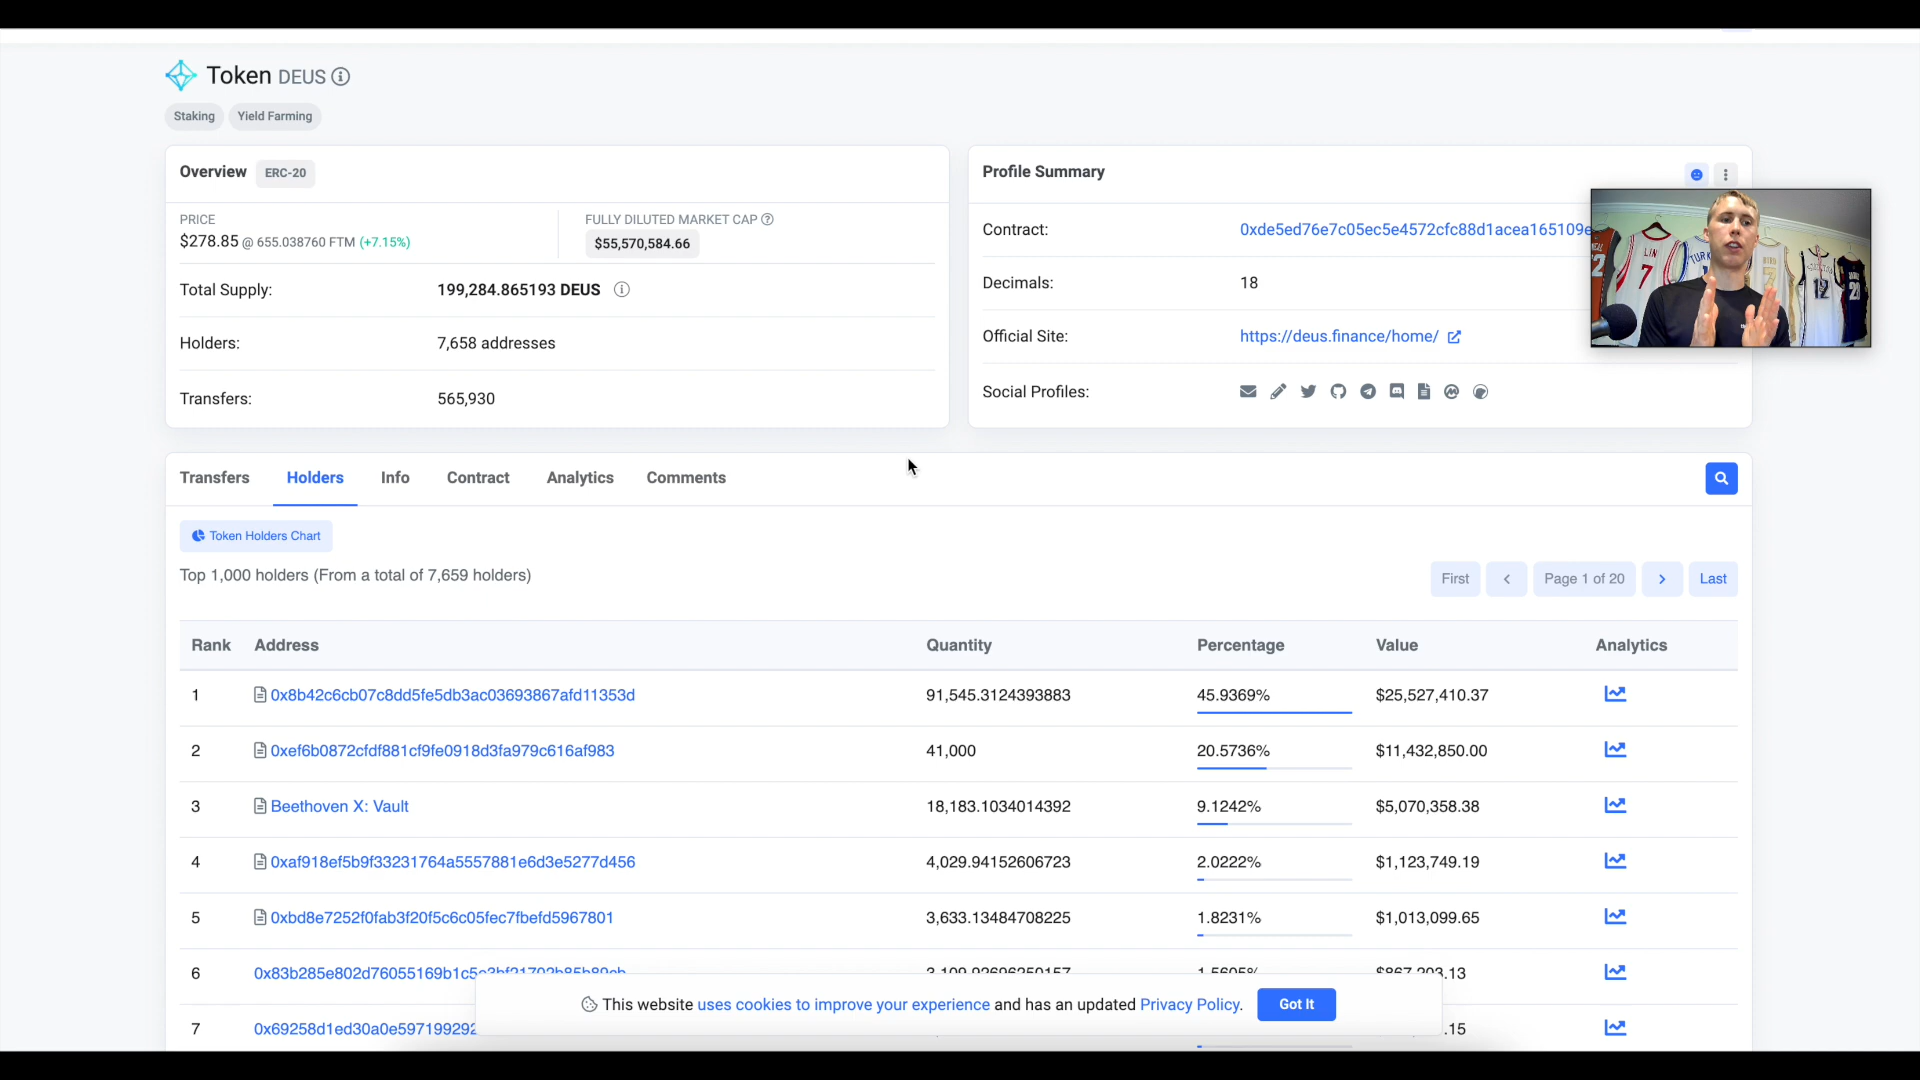 Token DEUS
Staking Yield Farming
Overview ERC-20
PRICE
$278.85 @ 655.038760 FTM (+7.15%)
FULLY DILUTED MARKET CAP
$55,570,584.66
Total Supply: 199,284.865193 DEUS
Holders: 7,658 addresses
Transfers: 565,930
Profile Summary
Contract: 0xde5ed76e7c05ec5e4572cfc88d1acea165109e
Decimals: 18
Official Site: https://deus.finance/home/
Social Profiles:
LIN
7
12
Transfers Holders Info Contract Analytics Comments
Token Holders Chart
Top 1,000 holders (From a total of 7,659 holders)
First Page 1 of 20 Last
Rank Address Quantity Percentage Value Analytics
1 0x8b42c6cb07c8dd5fe5db3ac03693867afd11353d 91,545.3124393883 45.9369% $25,527,410.37
2 0xef6b0872cfdf881cf9fe0918d3fa979c616af983 41,000 20.5736% $11,432,850.00
3 Beethoven X: Vault 18,183.1034014392 9.1242% $5,070,358.38
4 0xaf918ef5b9f33231764a5557881e6d3e5277d456 4,029.94152606723 2.0222% $1,123,749.19
5 0xbd8e7252f0fab3f20f5c6c05fec7fbefd5967801 3,633.13484708225 1.8231% $1,013,099.65
6
7 0x69258d1ed30a0e597199292 .15
This website uses cookies to improve your experience and has an updated Privacy Policy. Got It